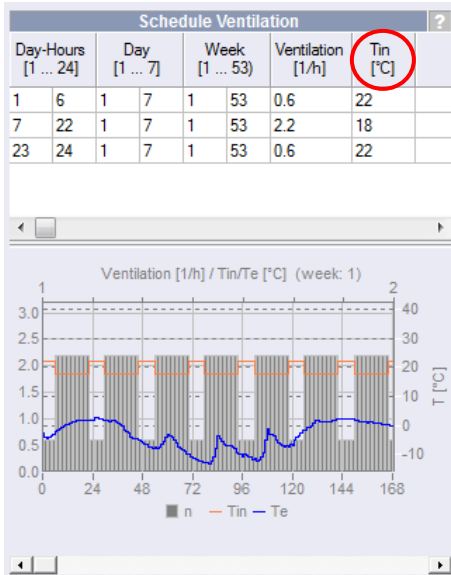 Schedule Ventilation ?
Day-Hours Day Week Ventilation Tin
[1 ... 24] [1 ... 7] [1 ... 53) [1/h] [°C]
1 6 1 7 1 53 0.6 22
7 22 1 7 1 53 2.2 18
23 24 1 7 1 53 0.6 22
Ventilation [1/h] / Tin/Te [°C] (week: 1)
1 2
3.0 40
2.5 30
2.0 20
1.5 10
1.0 0
0.5 -10
0.0
T [°C]
0 24 48 72 96 120 144 168
n Tin Te